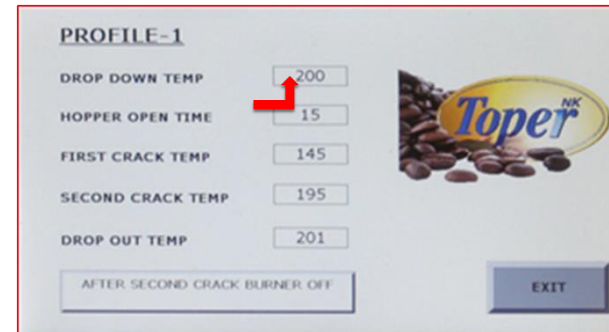 PROFILE-1
DROP DOWN TEMP 200
HOPPER OPEN TIME 15
FIRST CRACK TEMP 145
SECOND CRACK TEMP 195
DROP OUT TEMP 201
AFTER SECOND CRACK BURNER OFF
EXIT
Toper NK